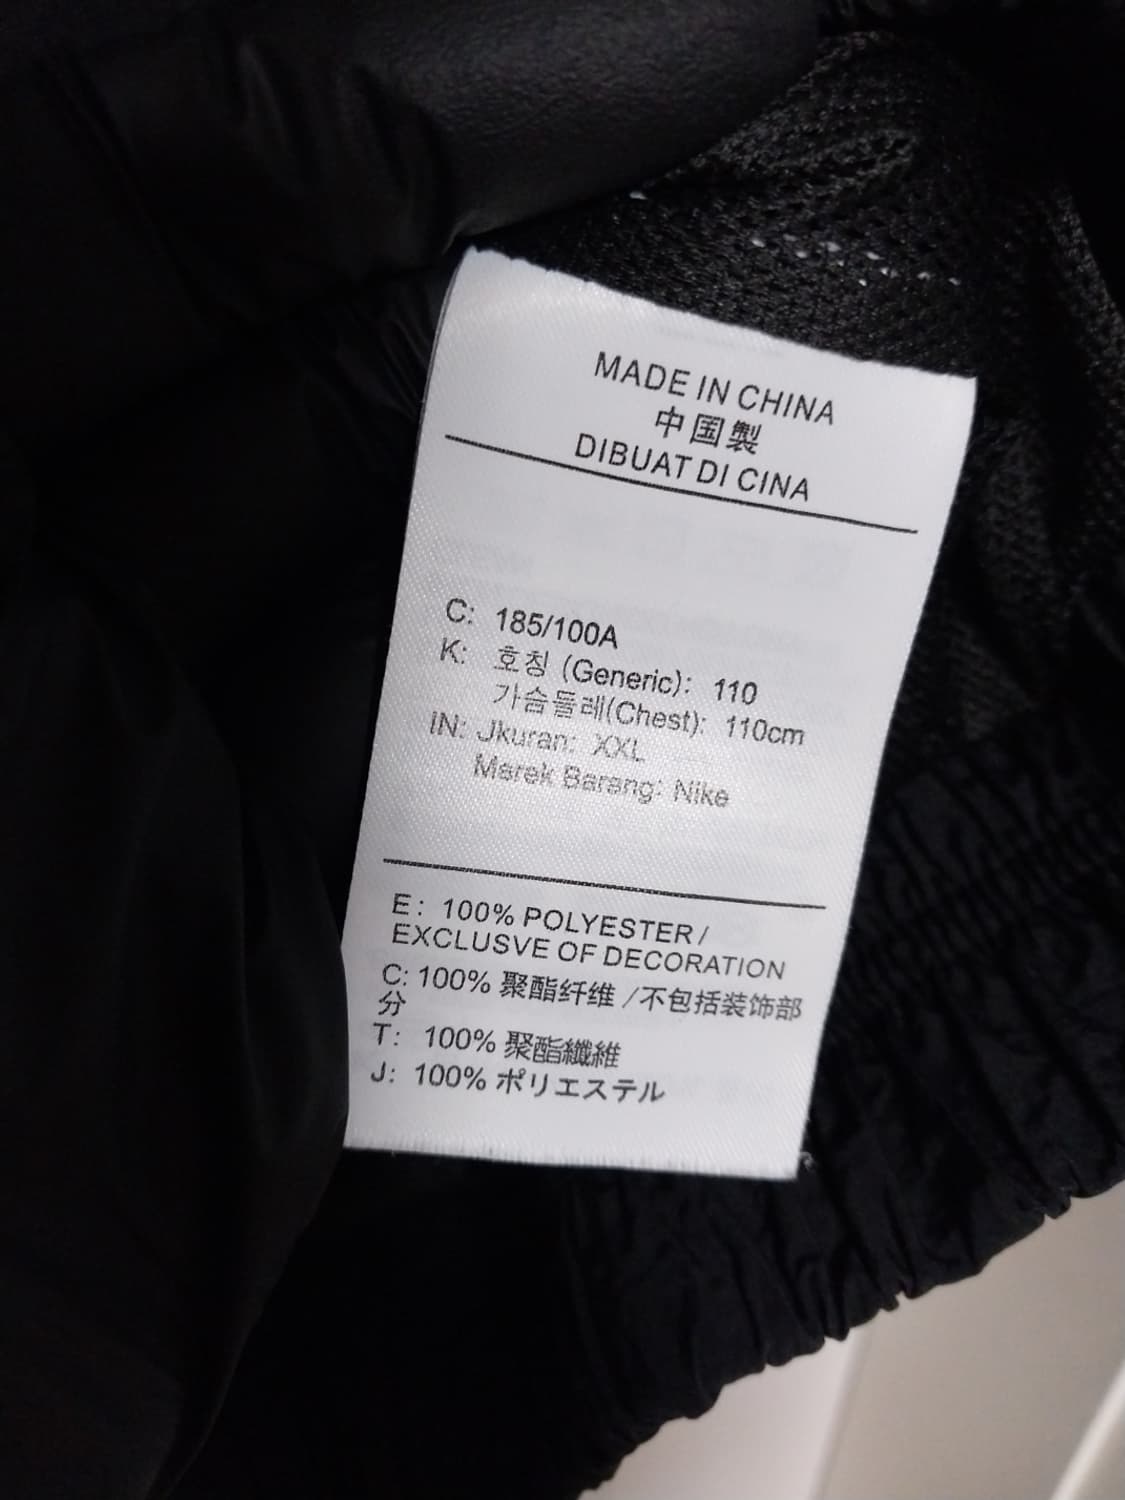 MADE IN CHINA
中国製
DIBUAT DI CINA
C: 185/100A
K: 호칭 (Generic): 110
가슴둘레(Chest): 110cm
IN: Jkuran: XXL
Merek Barang: Nike
E: 100% POLYESTER/
EXCLUSVE OF DECORATION
C: 100% 聚酯纤维 /不包括装饰部
分
T: 100% 聚酯纖維
J: 100% ポリエステル